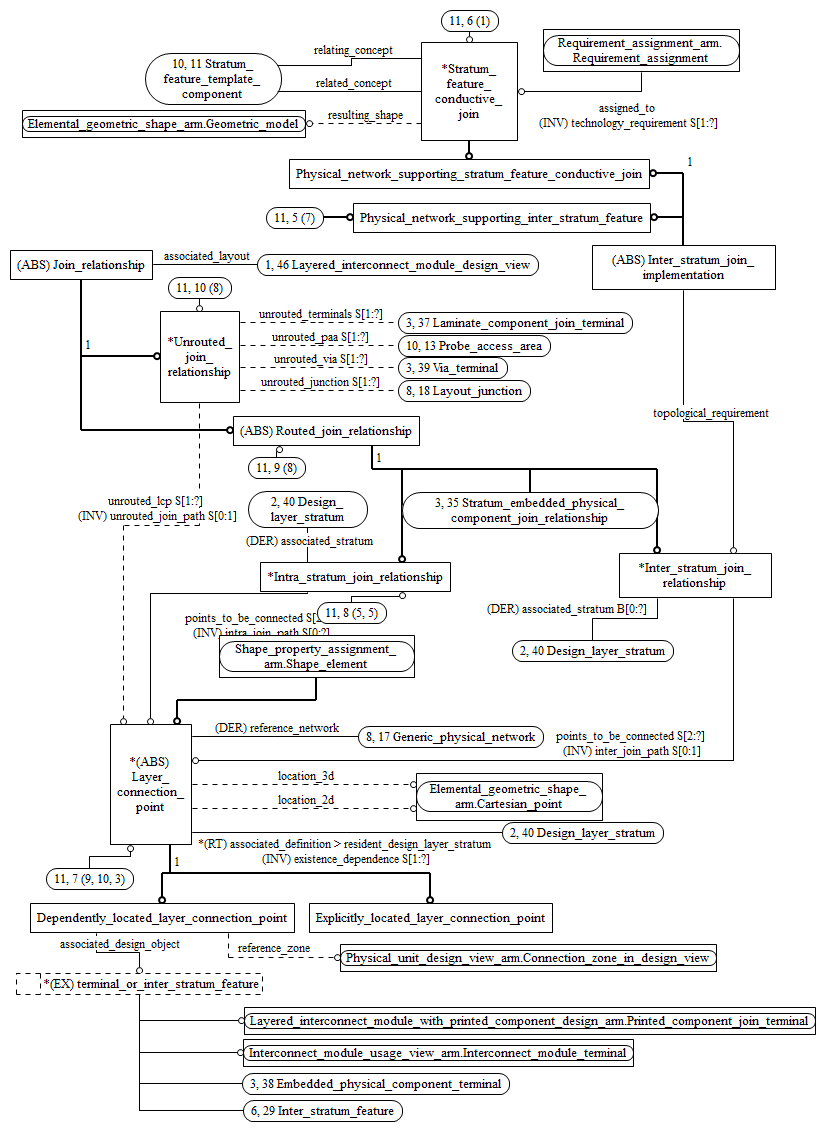 11, 6 (1)
relating_concept
10, 11 Stratum_
feature_template_
component
related_concept
*Stratum_
feature_
conductive_
join
Requirement_assignment_arm.
Requirement_assignment
assigned_to
(INV) technology_requirement S[1:?]
resulting_shape
Elemental_geometric_shape_arm.Geometric_model
Physical_network_supporting_stratum_feature_conductive_join
1
11, 5 (7)
Physical_network_supporting_inter_stratum_feature
(ABS) Join_relationship
associated_layout
1, 46 Layered_interconnect_module_design_view
(ABS) Inter_stratum_join_
implementation
11, 10 (8)
*Unrouted_
join_
relationship
unrouted_terminals S[1:?]
3, 37 Laminate_component_join_terminal
unrouted_paa S[1:?]
10, 13 Probe_access_area
unrouted_via S[1:?]
3, 39 Via_terminal
unrouted_junction S[1:?]
8, 18 Layout_junction
1
topological_requirement
(ABS) Routed_join_relationship
1
11, 9 (8)
unrouted_lcp S[1:?]
(INV) unrouted_join_path S[0:1]
2, 40 Design_
layer_stratum
3, 35 Stratum_embedded_physical_
component_join_relationship
(DER) associated_stratum
*Intra_stratum_join_relationship
*Inter_stratum_join_
relationship
11, 8 (5, 5)
points_to_be_connected S[2
(INV) intra_join_path S[0:?]
(DER) associated_stratum B[0:?]
2, 40 Design_layer_stratum
Shape_property_assignment_
arm.Shape_element
*(ABS)
Layer_
connection_
point
(DER) reference_network
8, 17 Generic_physical_network
points_to_be_connected S[2:?]
(INV) inter_join_path S[0:1]
location_3d
location_2d
Elemental_geometric_shape_
arm.Cartesian_point
2, 40 Design_layer_stratum
*(RT) associated_definition > resident_design_layer_stratum
(INV) existence_dependence S[1:?]
11, 7 (9, 10, 3)
1
Dependently_located_layer_connection_point
Explicitly_located_layer_connection_point
associated_design_object
reference_zone
Physical_unit_design_view_arm.Connection_zone_in_design_view
*(EX) terminal_or_inter_stratum_feature
Layered_interconnect_module_with_printed_component_design_arm.Printed_component_join_terminal
Interconnect_module_usage_view_arm.Interconnect_module_terminal
3, 38 Embedded_physical_component_terminal
6, 29 Inter_stratum_feature